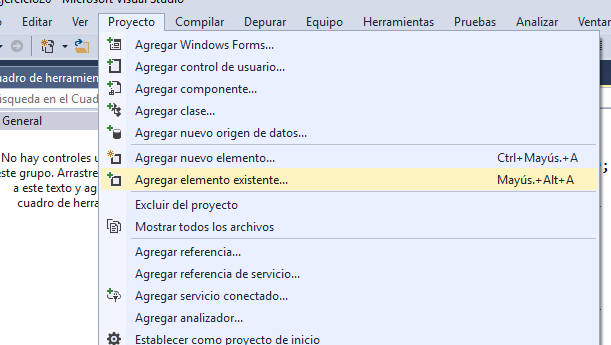 Microsoft Visual Studio
Editar Ver Proyecto Compilar Depurar Equipo Herramientas Pruebas Analizar
Agregar Windows Forms...
Agregar control de usuario...
Agregar componente...
Agregar clase...
Agregar nuevo origen de datos...
Agregar nuevo elemento... Ctrl+Mayús.+A
Agregar elemento existente... Mayús.+Alt+A
Excluir del proyecto
Mostrar todos los archivos
Agregar referencia...
Agregar referencia de servicio...
Agregar servicio conectado...
Agregar analizador...
Establecer como proyecto de inicio
uadro de herramien
úsqueda en el Cuad
General
No hay controles u
este grupo. Arrastre
a este texto y ag
cuadro de herra
;